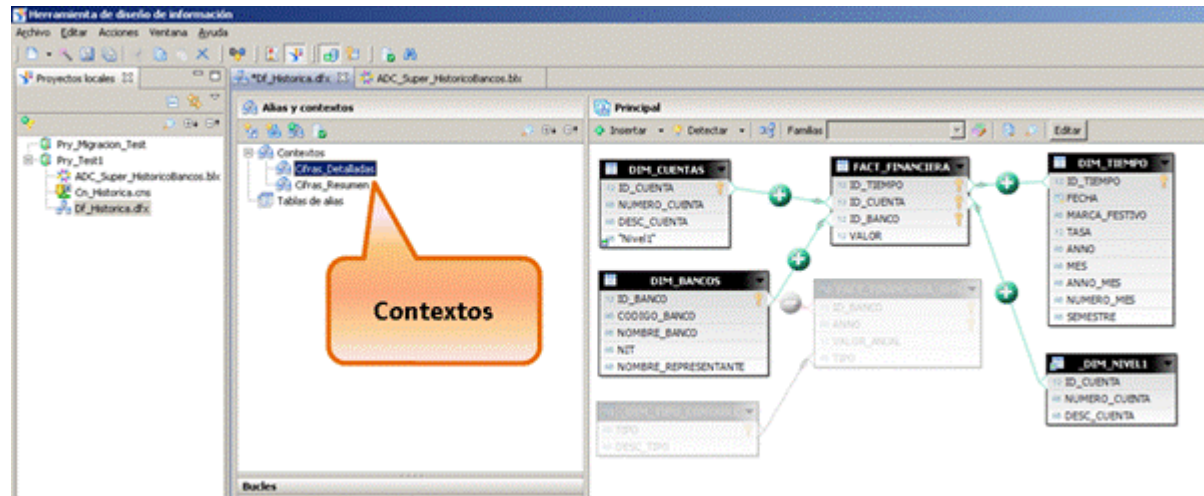 Herramienta de diseño de información
Archivo Editar Acciones Ventana Ayuda
Proyectos locales
*Df_Historica.dfx
ADC_Super_HistoricoBancos.blx
Pry_Migracion_Test
Pry_Test1
ADC_Super_HistoricoBancos.blx
Cn_Historica.cns
Df_Historica.dfx
Alias y contextos
Contextos
Cifras_Detalladas
Cifras_Resumen
Tablas de alias
Contextos
Bucles
Principal
Insertar Detectar Familias Editar
DIM_CUENTAS
ID_CUENTA
NUMERO_CUENTA
DESC_CUENTA
"Nivel1"
FACT_FINANCIERA
ID_TIEMPO
ID_CUENTA
ID_BANCO
VALOR
DIM_TIEMPO
ID_TIEMPO
FECHA
MARCA_FESTIVO
TASA
ANNO
MES
ANNO_MES
NUMERO_MES
SEMESTRE
DIM_BANCOS
ID_BANCO
CODIGO_BANCO
NOMBRE_BANCO
NIT
NOMBRE_REPRESENTANTE
ID_BANCO
ANNO
VALOR_ANUAL
TIPO
_DIM_NIVEL1
ID_CUENTA
NUMERO_CUENTA
DESC_CUENTA
TIPO
DESC_TIPO